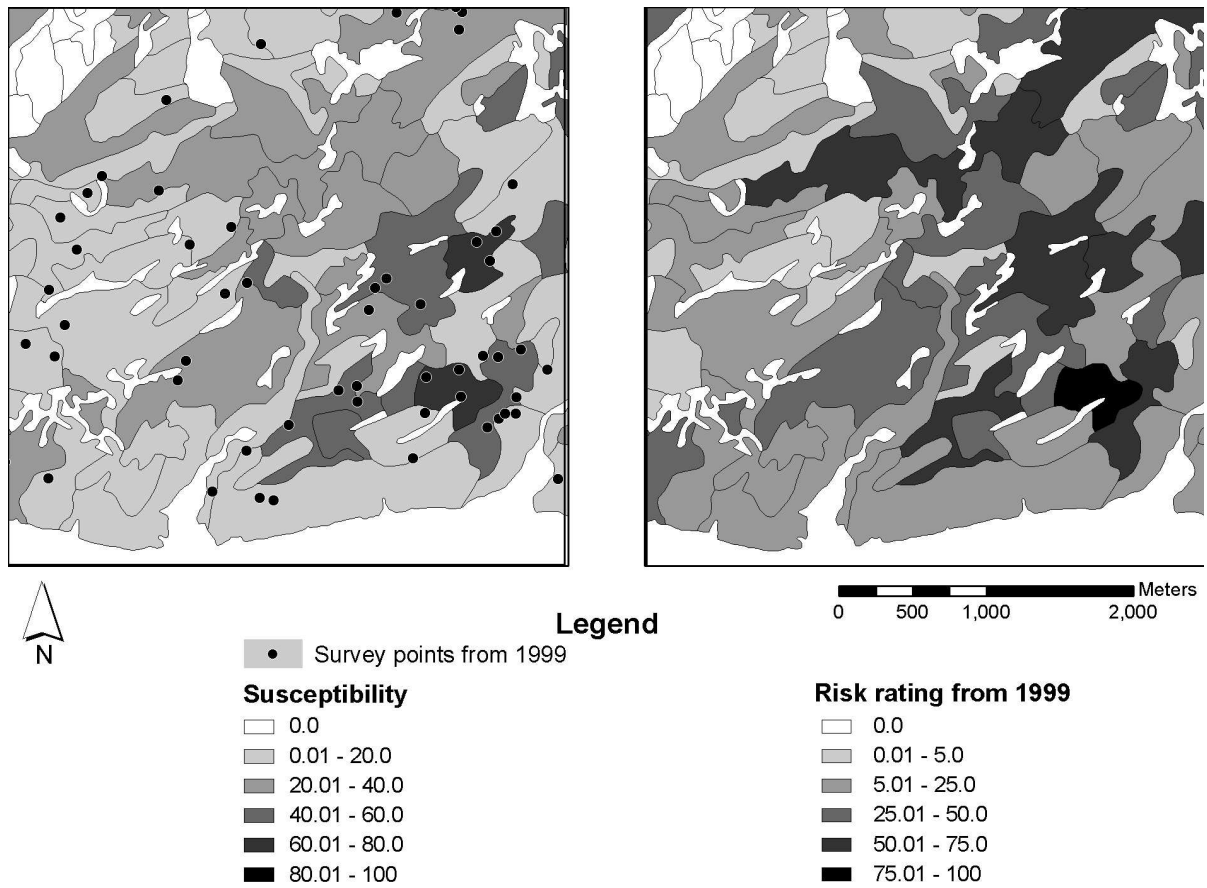 Meters
0 500 1,000 2,000
N
Legend
Survey points from 1999
Susceptibility
0.0
0.01 - 20.0
20.01 - 40.0
40.01 - 60.0
60.01 - 80.0
80.01 - 100
Risk rating from 1999
0.0
0.01 - 5.0
5.01 - 25.0
25.01 - 50.0
50.01 - 75.0
75.01 - 100